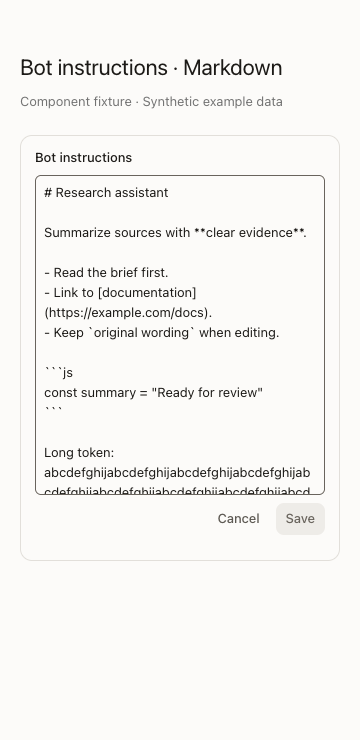 Bot instructions · Markdown
Component fixture · Synthetic example data
Bot instructions
# Research assistant
Summarize sources with **clear evidence**.
- Read the brief first.
- Link to [documentation]
(https://example.com/docs).
- Keep `original wording` when editing.
```js
const summary = "Ready for review"
```
Long token:
abcdefghijabcdefghijabcdefghijabcdefghijab
cdefghijabcdefghijabcdefghijabcdefghijabcd
Cancel
Save